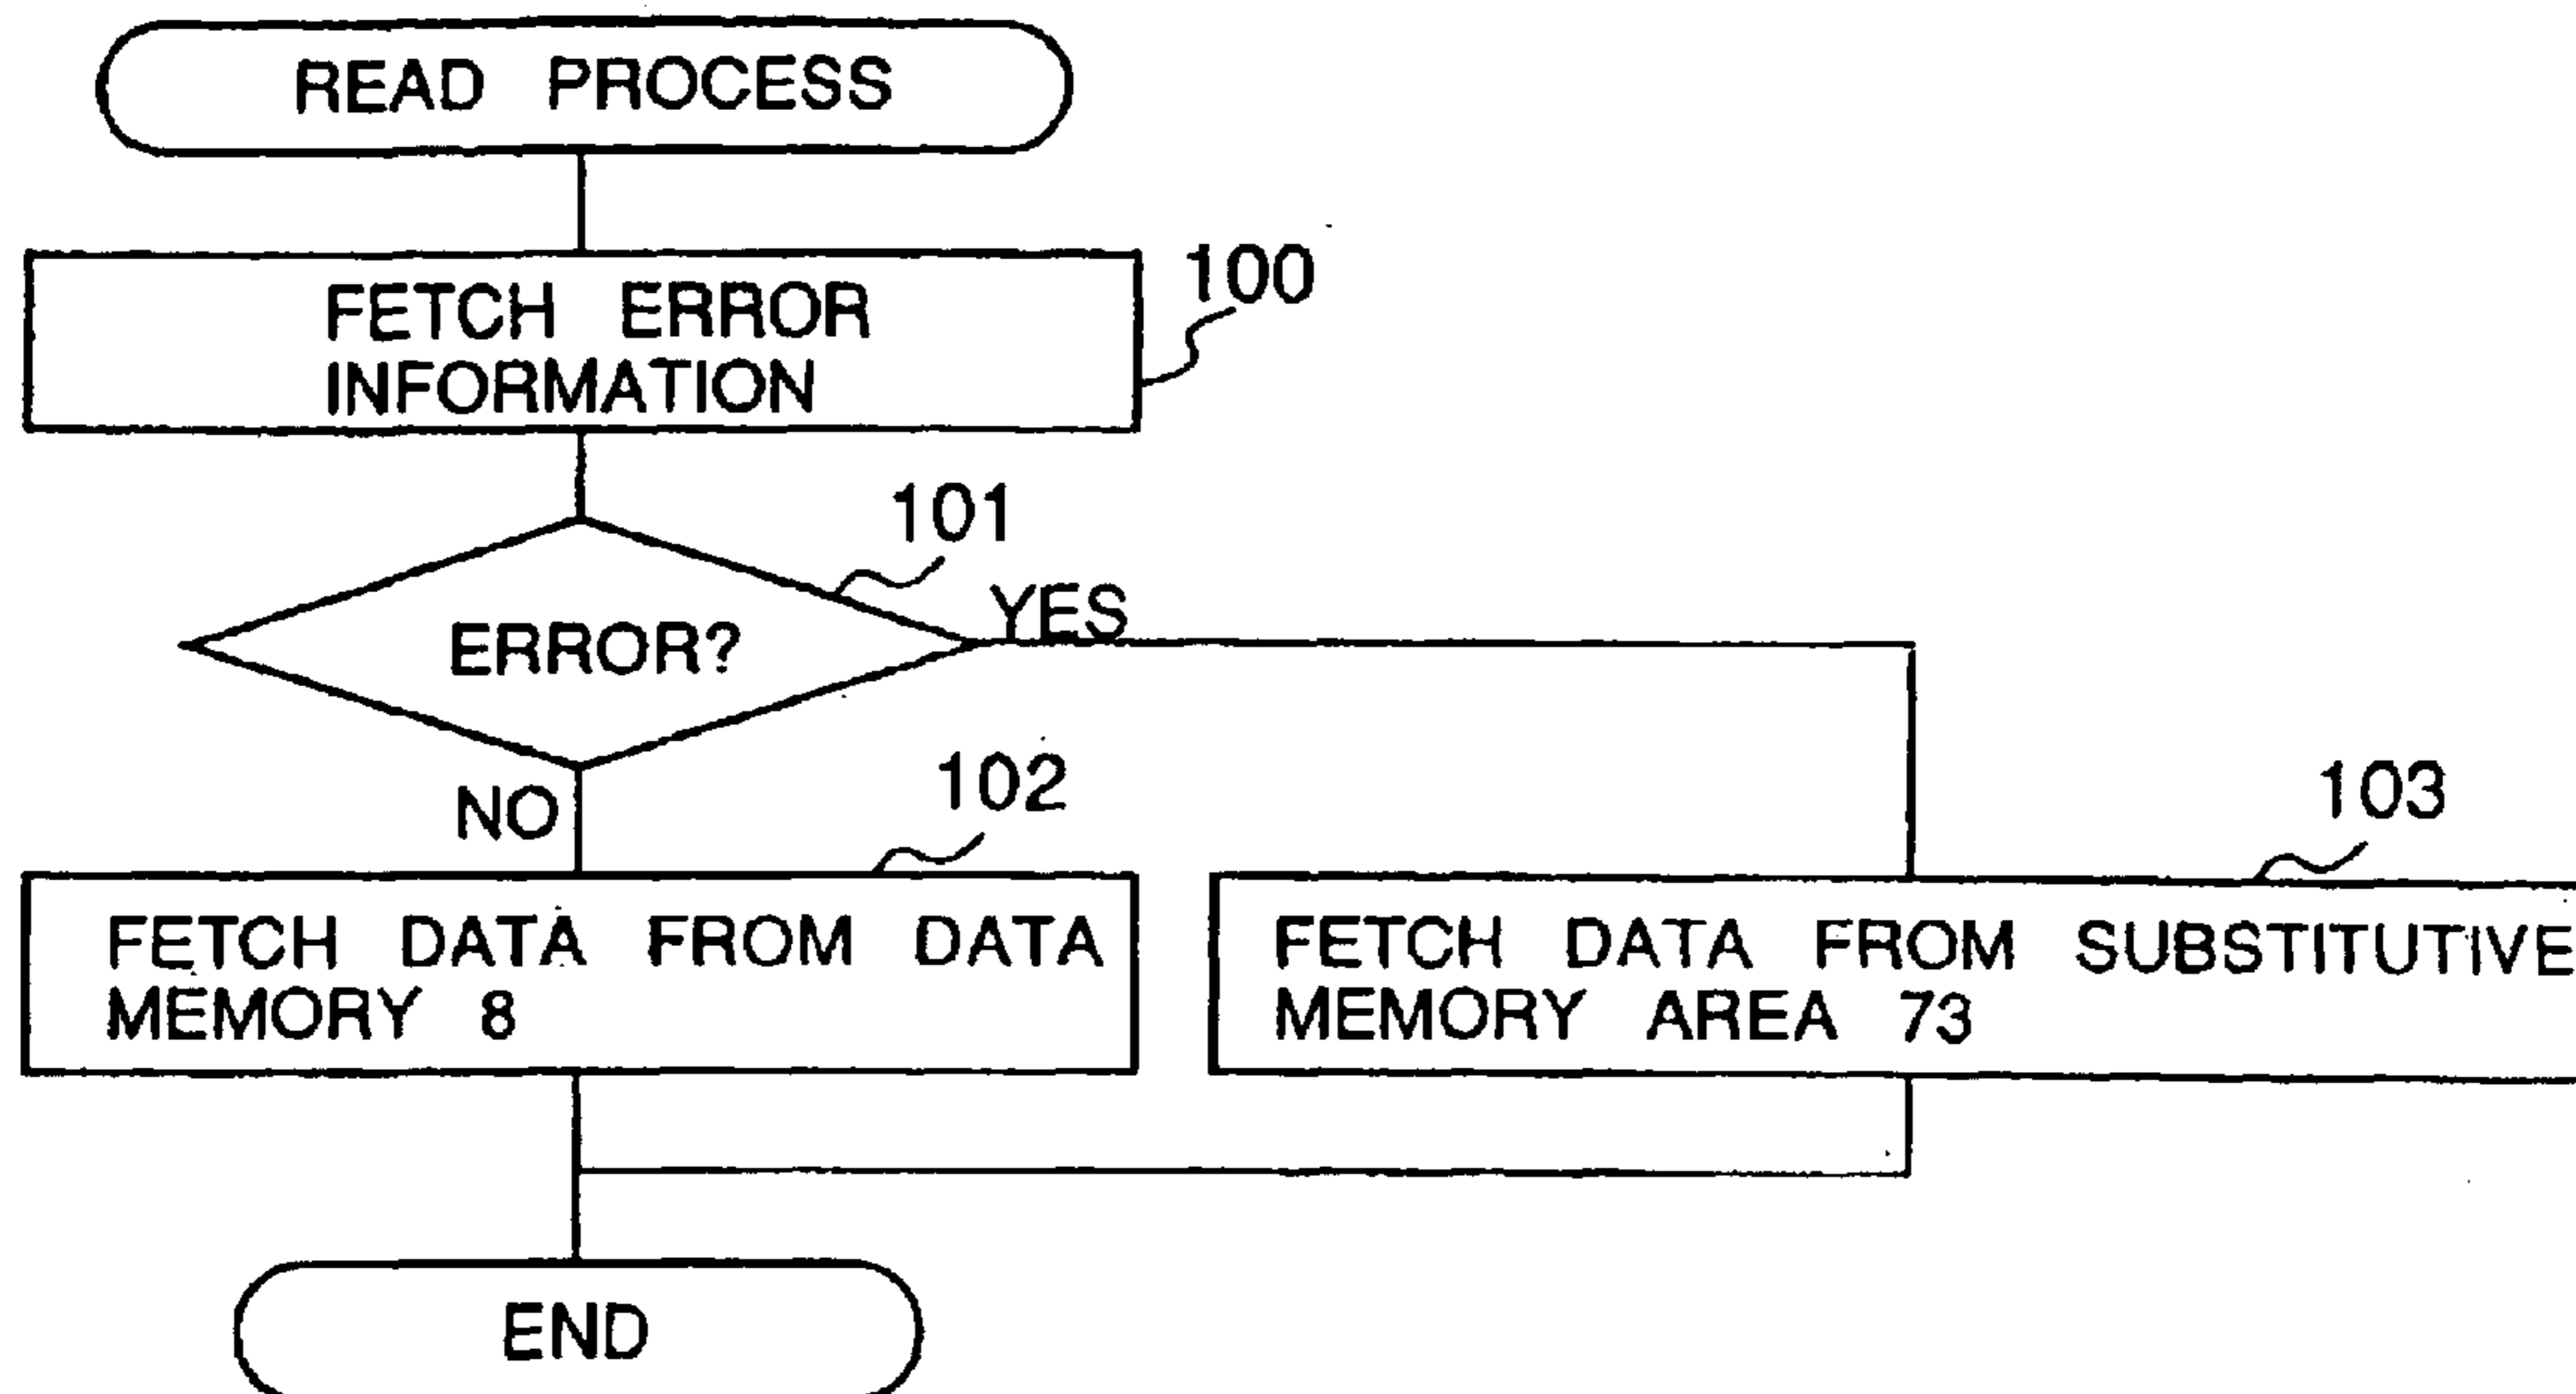 READ PROCESS
FETCH ERROR
INFORMATION
100
101
ERROR?
YES
NO
102
FETCH DATA FROM DATA
MEMORY 8
103
FETCH DATA FROM SUBSTITUTIVE
MEMORY AREA 73
END